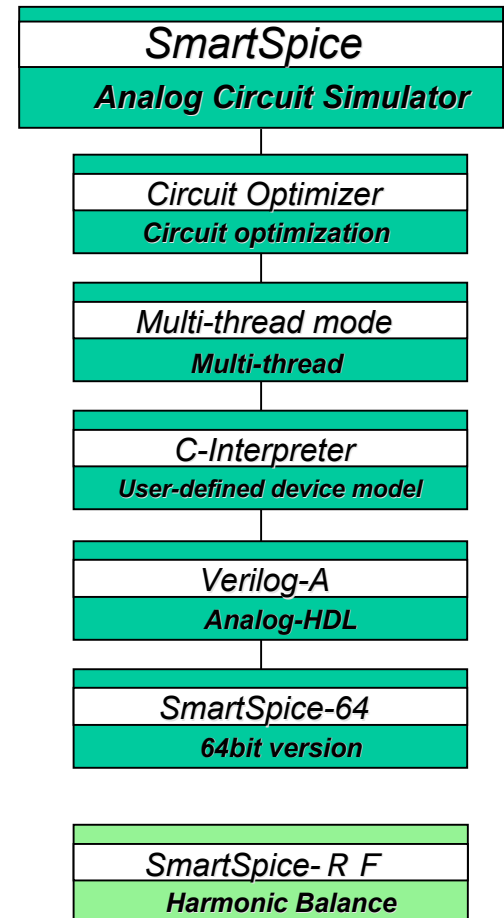 SmartSpice
Analog Circuit Simulator
Circuit Optimizer
Circuit optimization
Multi-thread mode
Multi-thread
C-Interpreter
User-defined device model
Verilog-A
Analog-HDL
SmartSpice-64
64bit version
SmartSpice- R F
Harmonic Balance